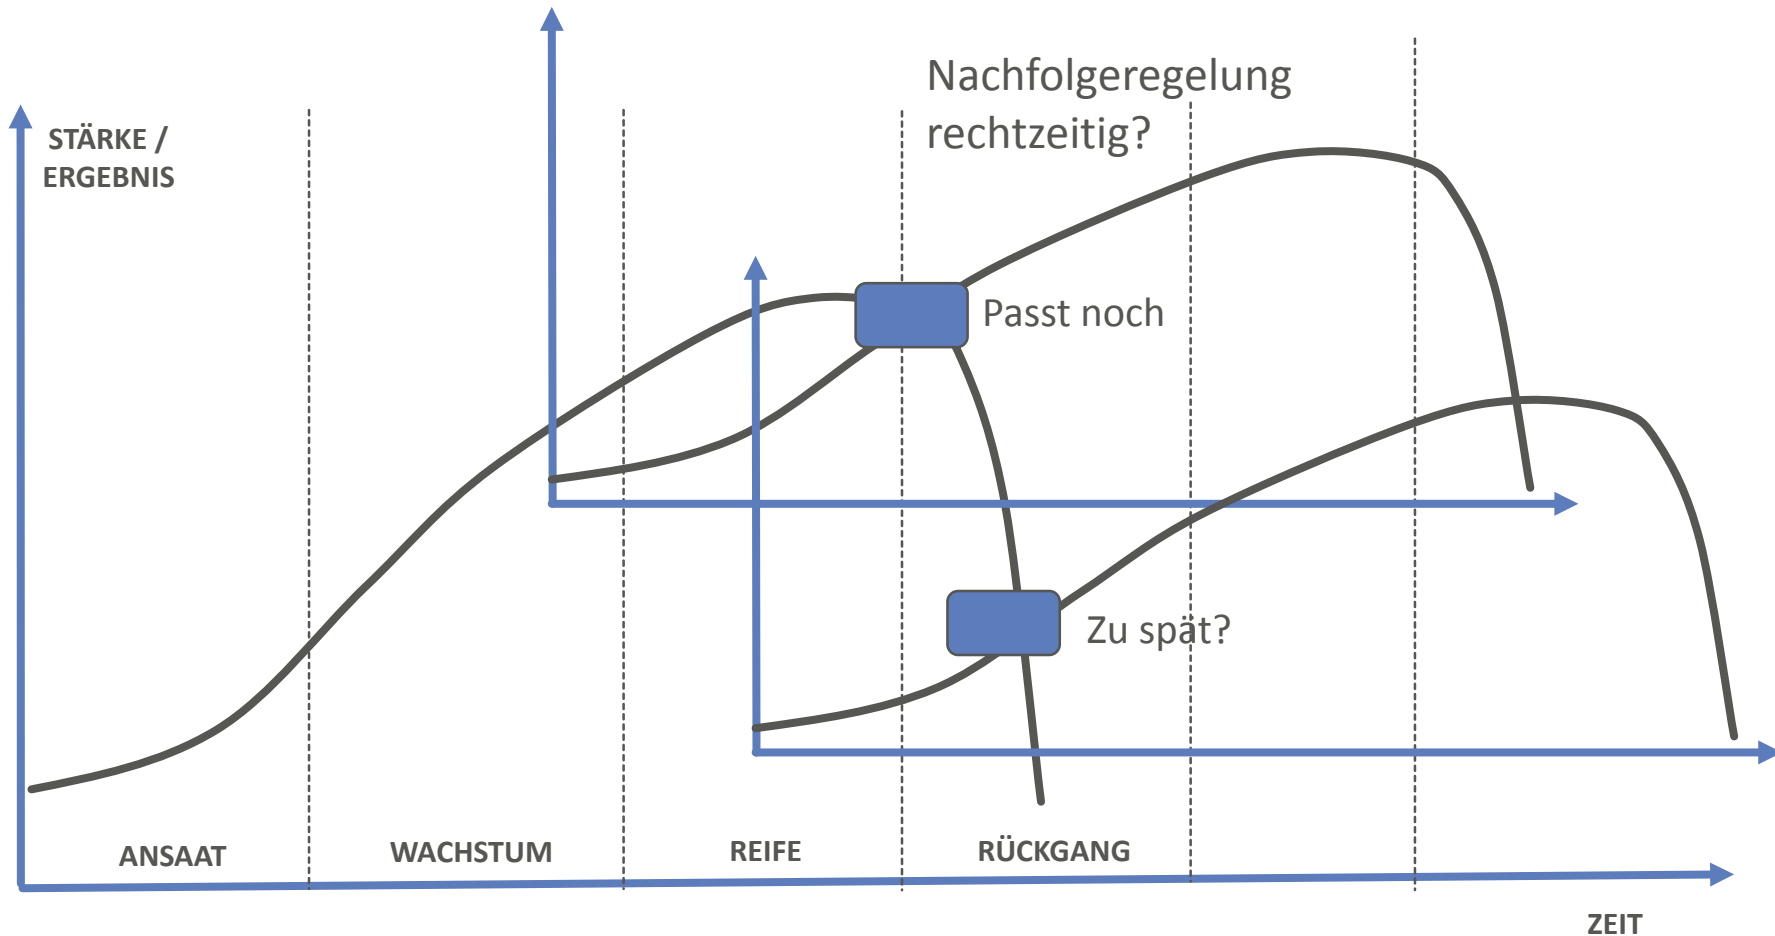 Nachfolgeregelung
rechtzeitig?
STÄRKE /
ERGEBNIS
Passt noch
Zu spät?
ANSAAT
WACHSTUM
REIFE
RÜCKGANG
ZEIT